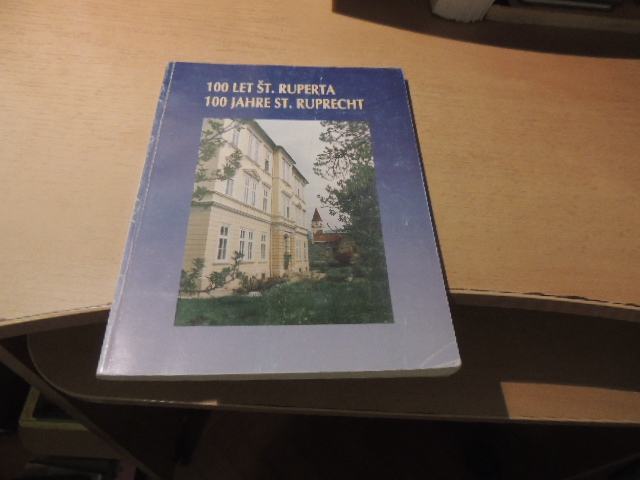 100 LET ŠT. RUPERTA
100 JAHRE ST. RUPRECHT